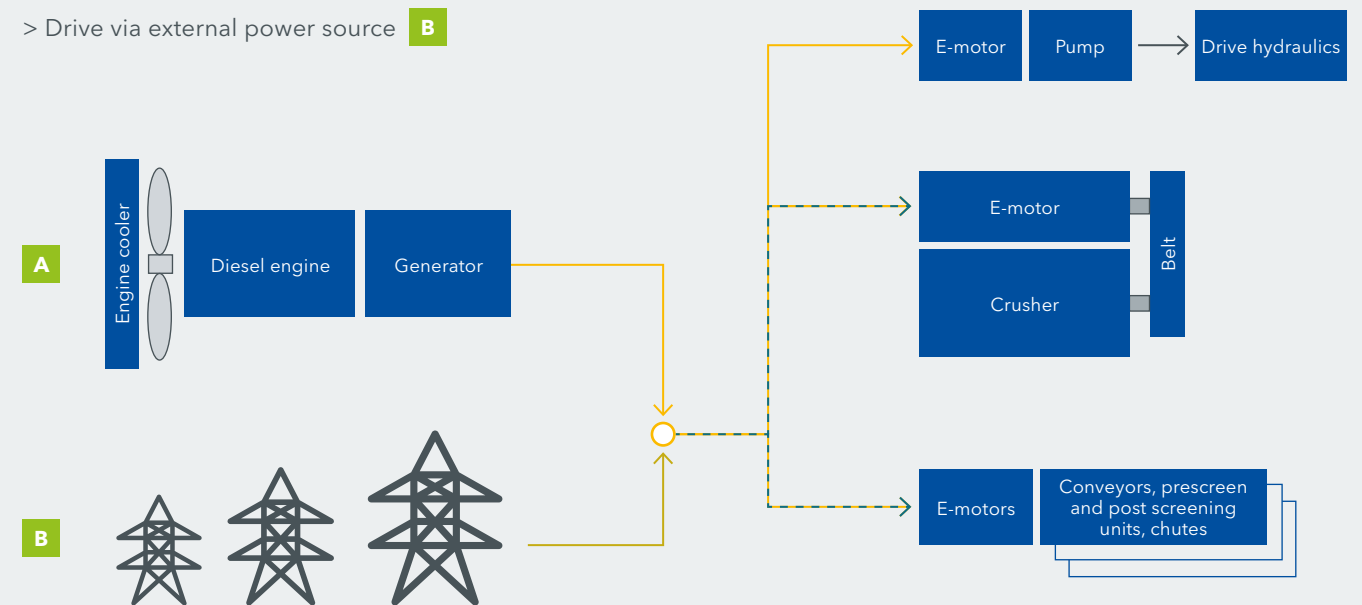 > Drive via external power source B
E-motor
Pump
Drive hydraulics
A
Engine cooler
Diesel engine
Generator
E-motor
Crusher
Belt
B
E-motors
Conveyors, prescreen
and post screening
units, chutes